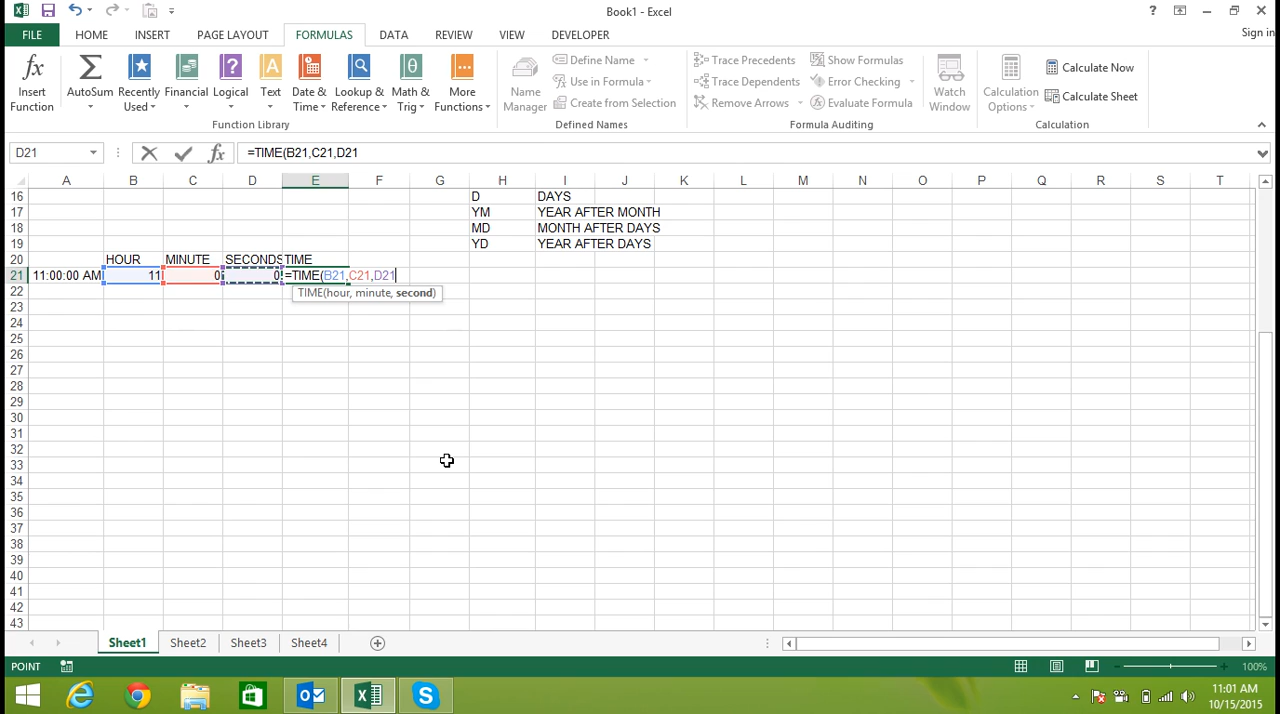 Book1 - Excel
FILE HOME INSERT PAGE LAYOUT FORMULAS DATA REVIEW VIEW DEVELOPER Sign in
Insert Function
AutoSum
Recently Used
Financial
Logical
Text
Date & Time
Lookup & Reference
Math & Trig
More Functions
Function Library
Name Manager
Define Name
Use in Formula
Create from Selection
Defined Names
Trace Precedents
Trace Dependents
Remove Arrows
Show Formulas
Error Checking
Evaluate Formula
Formula Auditing
Watch Window
Calculation Options
Calculate Now
Calculate Sheet
Calculation
D21 fx =TIME(B21,C21,D21
A B C D E F G H I J K L M N O P Q R S T
16 D DAYS
17 YM YEAR AFTER MONTH
18 MD MONTH AFTER DAYS
19 YD YEAR AFTER DAYS
20 HOUR MINUTE SECONDS TIME
21 11:00:00 AM 11 0 0 =TIME(B21,C21,D21
22 TIME(hour, minute, second)
23
24
25
26
27
28
29
30
31
32
33
34
35
36
37
38
39
40
41
42
43
Sheet1 Sheet2 Sheet3 Sheet4
POINT 100%
11:01 AM
10/15/2015